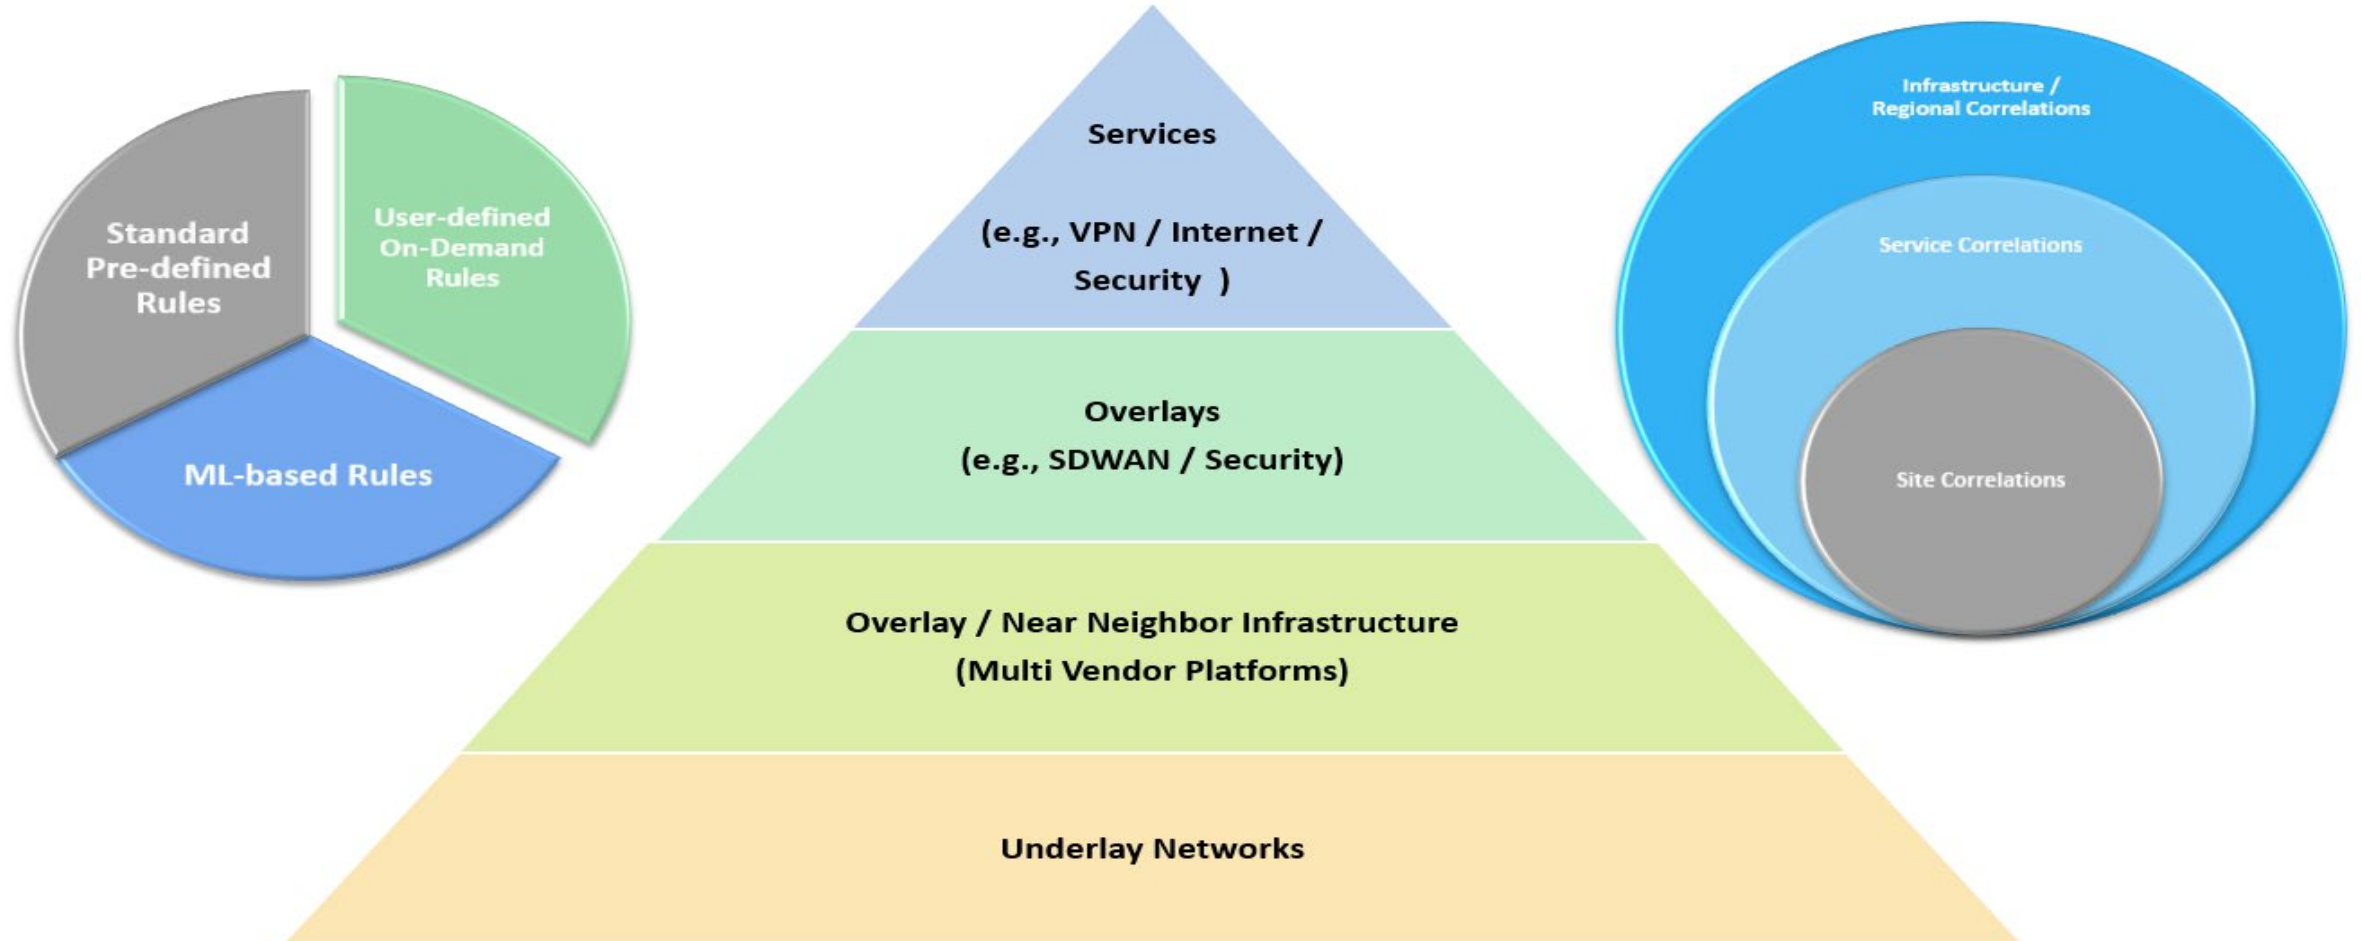 Standard
Pre-defined
Rules
User-defined
On-Demand
Rules
ML-based Rules
Services
(e.g., VPN / Internet /
Security  )
Overlays
(e.g., SDWAN / Security)
Overlay / Near Neighbor Infrastructure
(Multi Vendor Platforms)
Underlay Networks
Infrastructure /
Regional Correlations
Service Correlations
Site Correlations